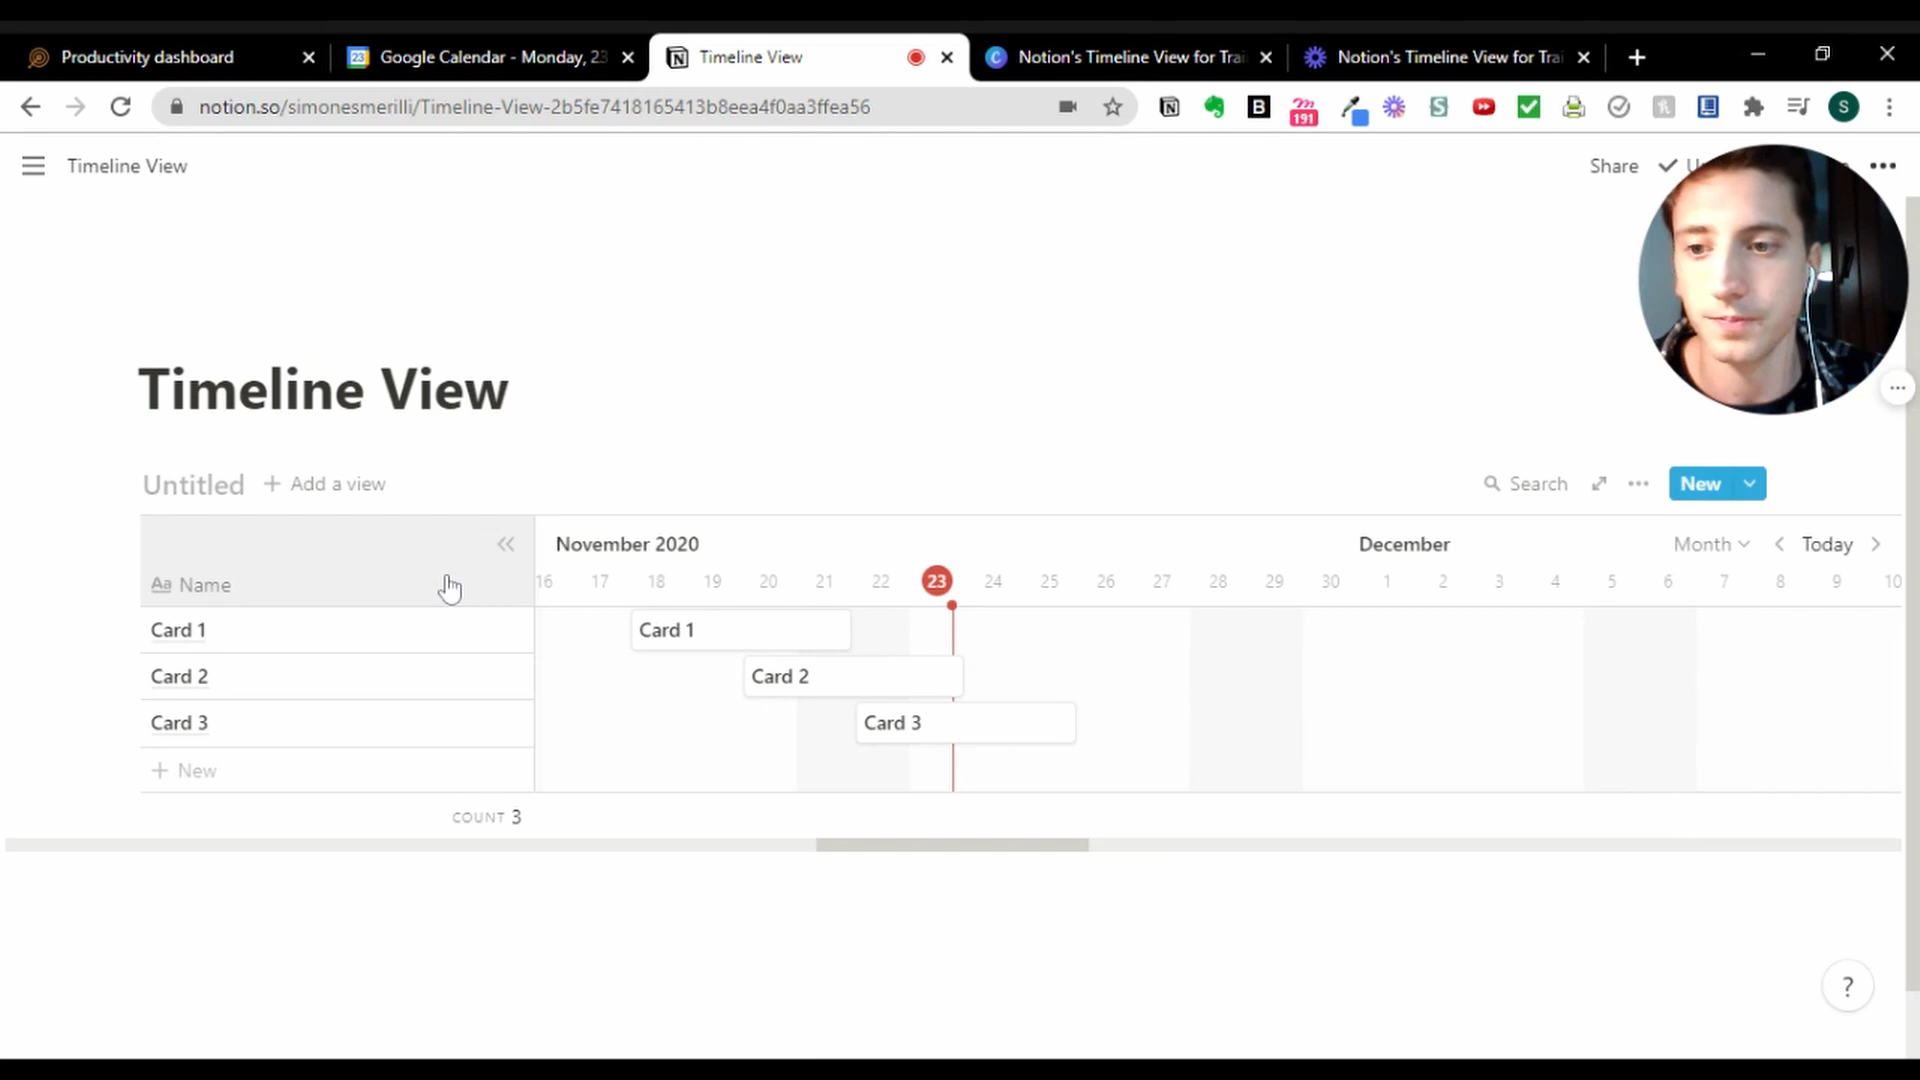 Productivity dashboard
Google Calendar - Monday, 23
Timeline View
Notion's Timeline View for Trai
Notion's Timeline View for Trai
notion.so/simonesmerilli/Timeline-View-2b5fe7418165413b8eea4f0aa3ffea56
B
191
S
Timeline View
Share
Timeline View
Untitled
Add a view
Search
New
November 2020
December
Month
Today
Aa Name
16 17 18 19 20 21 22 23 24 25 26 27 28 29 30 1 2 3 4 5 6 7 8 9 10
Card 1
Card 1
Card 2
Card 2
Card 3
Card 3
+ New
COUNT 3
?